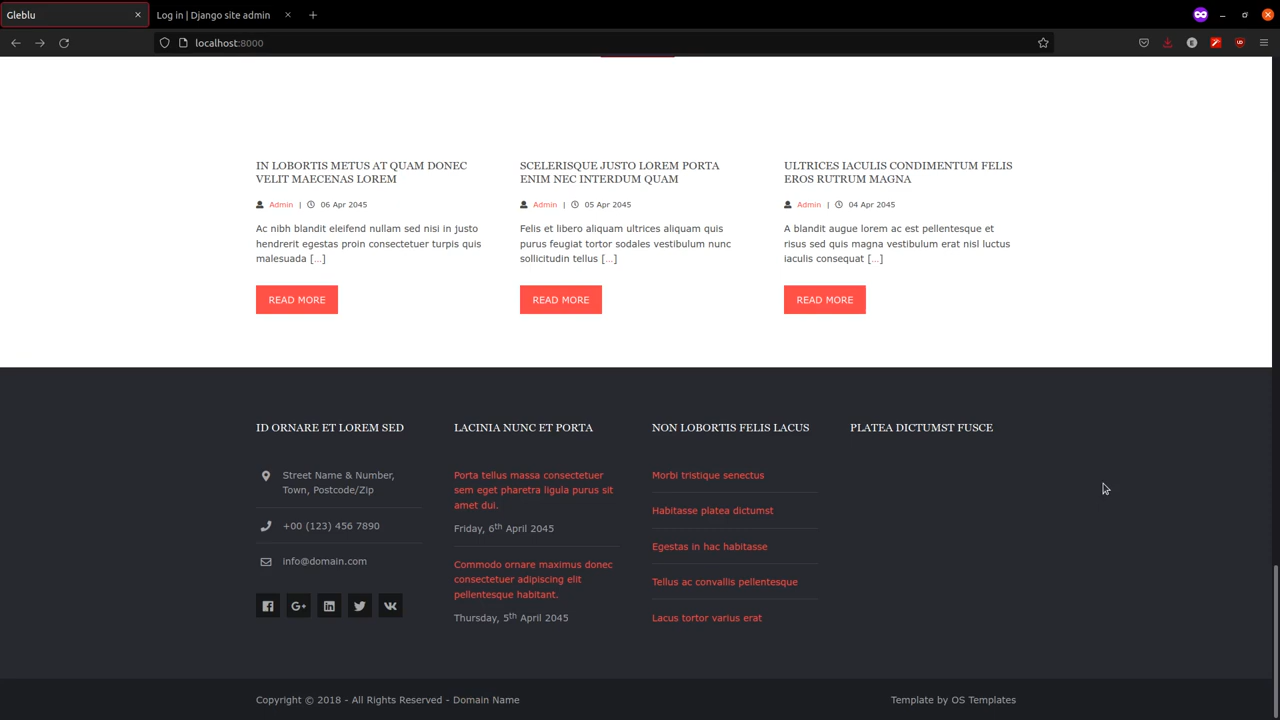 Gleblu
Log in | Django site admin
localhost:8000
IN LOBORTIS METUS AT QUAM DONEC
VELIT MAECENAS LOREM
Admin | 06 Apr 2045
Ac nibh blandit eleifend nullam sed nisi in justo
hendrerit egestas proin consectetuer turpis quis
malesuada […]
READ MORE
SCELERISQUE JUSTO LOREM PORTA
ENIM NEC INTERDUM QUAM
Admin | 05 Apr 2045
Felis et libero aliquam ultrices aliquam quis
purus feugiat tortor sodales vestibulum nunc
sollicitudin tellus […]
READ MORE
ULTRICES IACULIS CONDIMENTUM FELIS
EROS RUTRUM MAGNA
Admin | 04 Apr 2045
A blandit augue lorem ac est pellentesque et
risus sed quis magna vestibulum erat nisl luctus
iaculis consequat […]
READ MORE
ID ORNARE ET LOREM SED
Street Name & Number,
Town, Postcode/Zip
+00 (123) 456 7890
info@domain.com
LACINIA NUNC ET PORTA
Porta tellus massa consectetuer
sem eget pharetra ligula purus sit
amet dui.
Friday, 6th April 2045
Commodo ornare maximus donec
consectetuer adipiscing elit
pellentesque habitant.
Thursday, 5th April 2045
NON LOBORTIS FELIS LACUS
Morbi tristique senectus
Habitasse platea dictumst
Egestas in hac habitasse
Tellus ac convallis pellentesque
Lacus tortor varius erat
PLATEA DICTUMST FUSCE
Copyright © 2018 - All Rights Reserved - Domain Name
Template by OS Templates